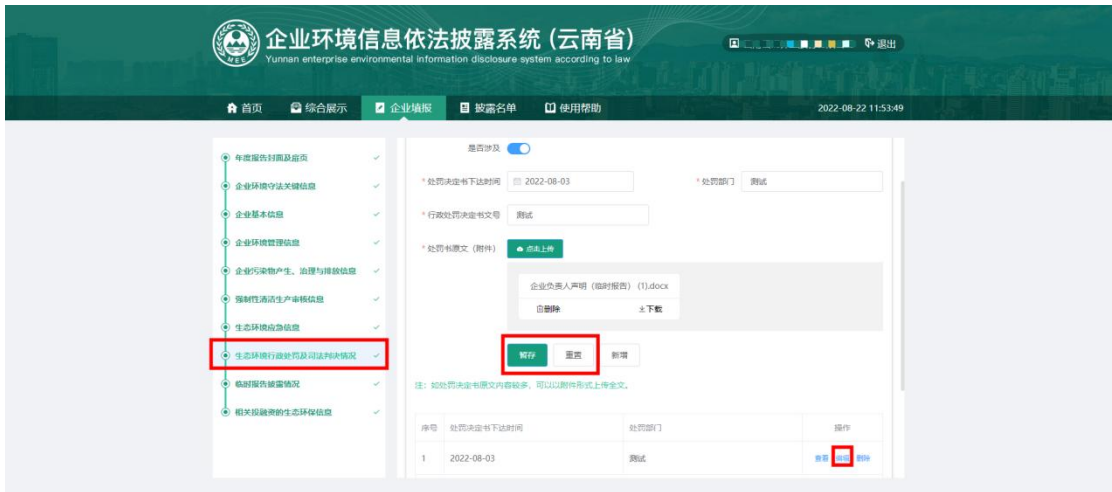 企业环境信息依法披露系统 (云南省)
Yunnan enterprise environmental information disclosure system according to law
MEE
退出
首页 综合展示 企业填报 披露名单 使用帮助 2022-08-22 11:53:49
年度报告封面及扉页
企业环境守法关键信息
企业基本信息
企业环境管理信息
企业污染物产生、治理与排放信息
强制性清洁生产审核信息
生态环境应急信息
生态环境行政处罚及司法判决情况
临时报告披露情况
相关投融资的生态环保信息
是否涉及
* 处罚决定书下达时间 2022-08-03 * 处罚部门 测试
* 行政处罚决定书文号 测试
* 处罚书原文（附件） 点击上传
企业负责人声明（临时报告） (1).docx
删除 下载
暂存 重置 新增
注：如处罚决定书原文内容较多，可以以附件形式上传全文。
序号 处罚决定书下达时间 处罚部门 操作
1 2022-08-03 测试 查看 编辑 删除